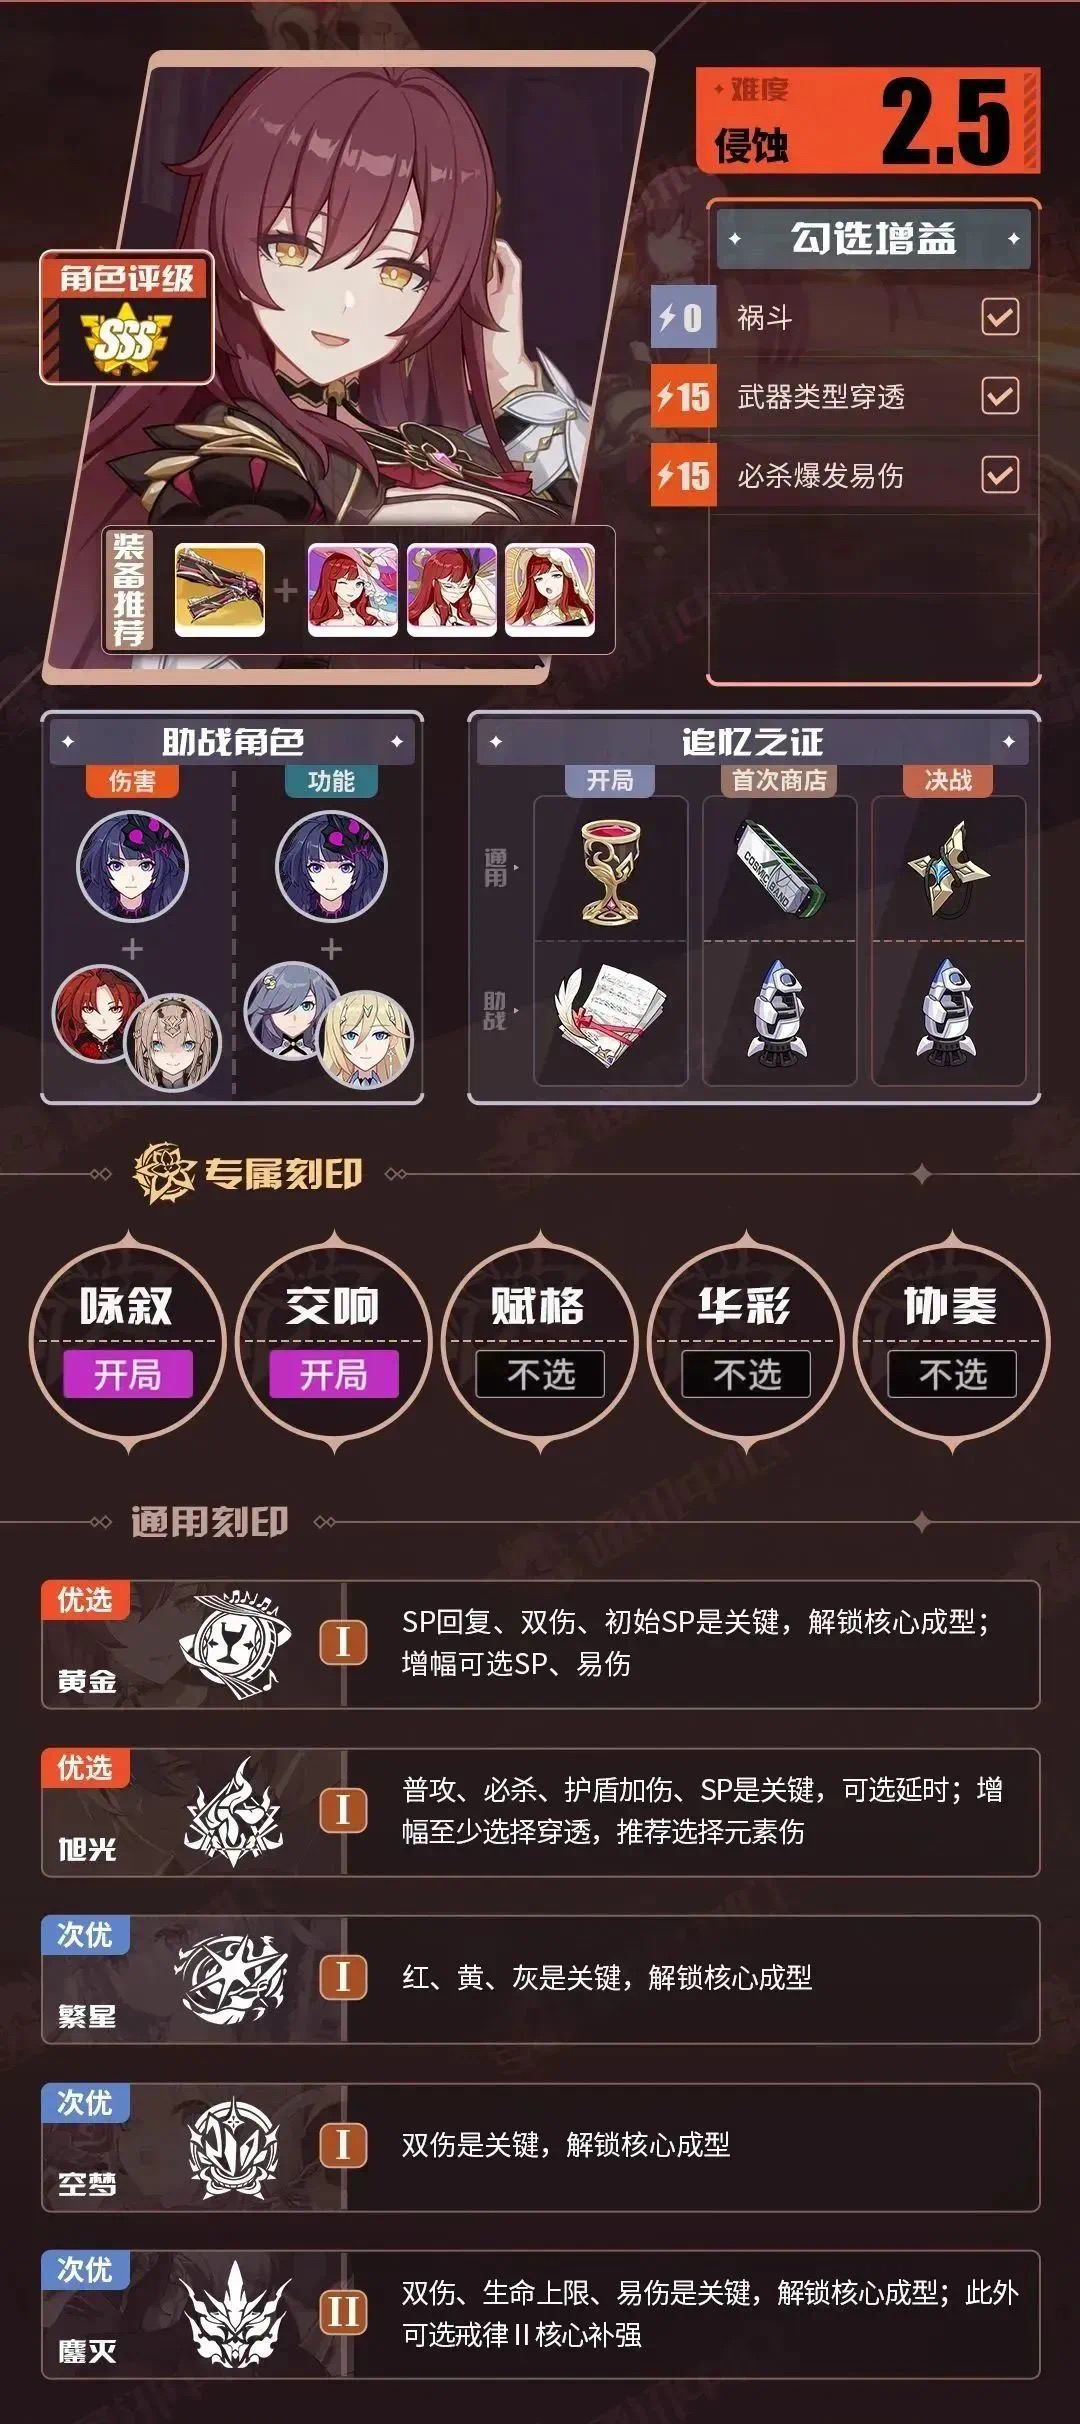 难度
侵蚀
2.5
勾选增益
0
祸斗
15
武器类型穿透
15
必杀爆发易伤
角色评级
SSS
装备推荐
助战角色
伤害
功能
追忆之证
开局
首次商店
决战
通用
COSMIC BAND
助战
专属刻印
咏叙
开局
交响
开局
赋格
不选
华彩
不选
协奏
不选
通用刻印
优选
黄金
I
SP回复、双伤、初始SP是关键，解锁核心成型；
增幅可选SP、易伤
优选
旭光
I
普攻、必杀、护盾加伤、SP是关键，可选延时；增
幅至少选择穿透，推荐选择元素伤
次优
繁星
I
红、黄、灰是关键，解锁核心成型
次优
空梦
I
双伤是关键，解锁核心成型
次优
鏖灭
II
双伤、生命上限、易伤是关键，解锁核心成型；此外
可选戒律II核心补强